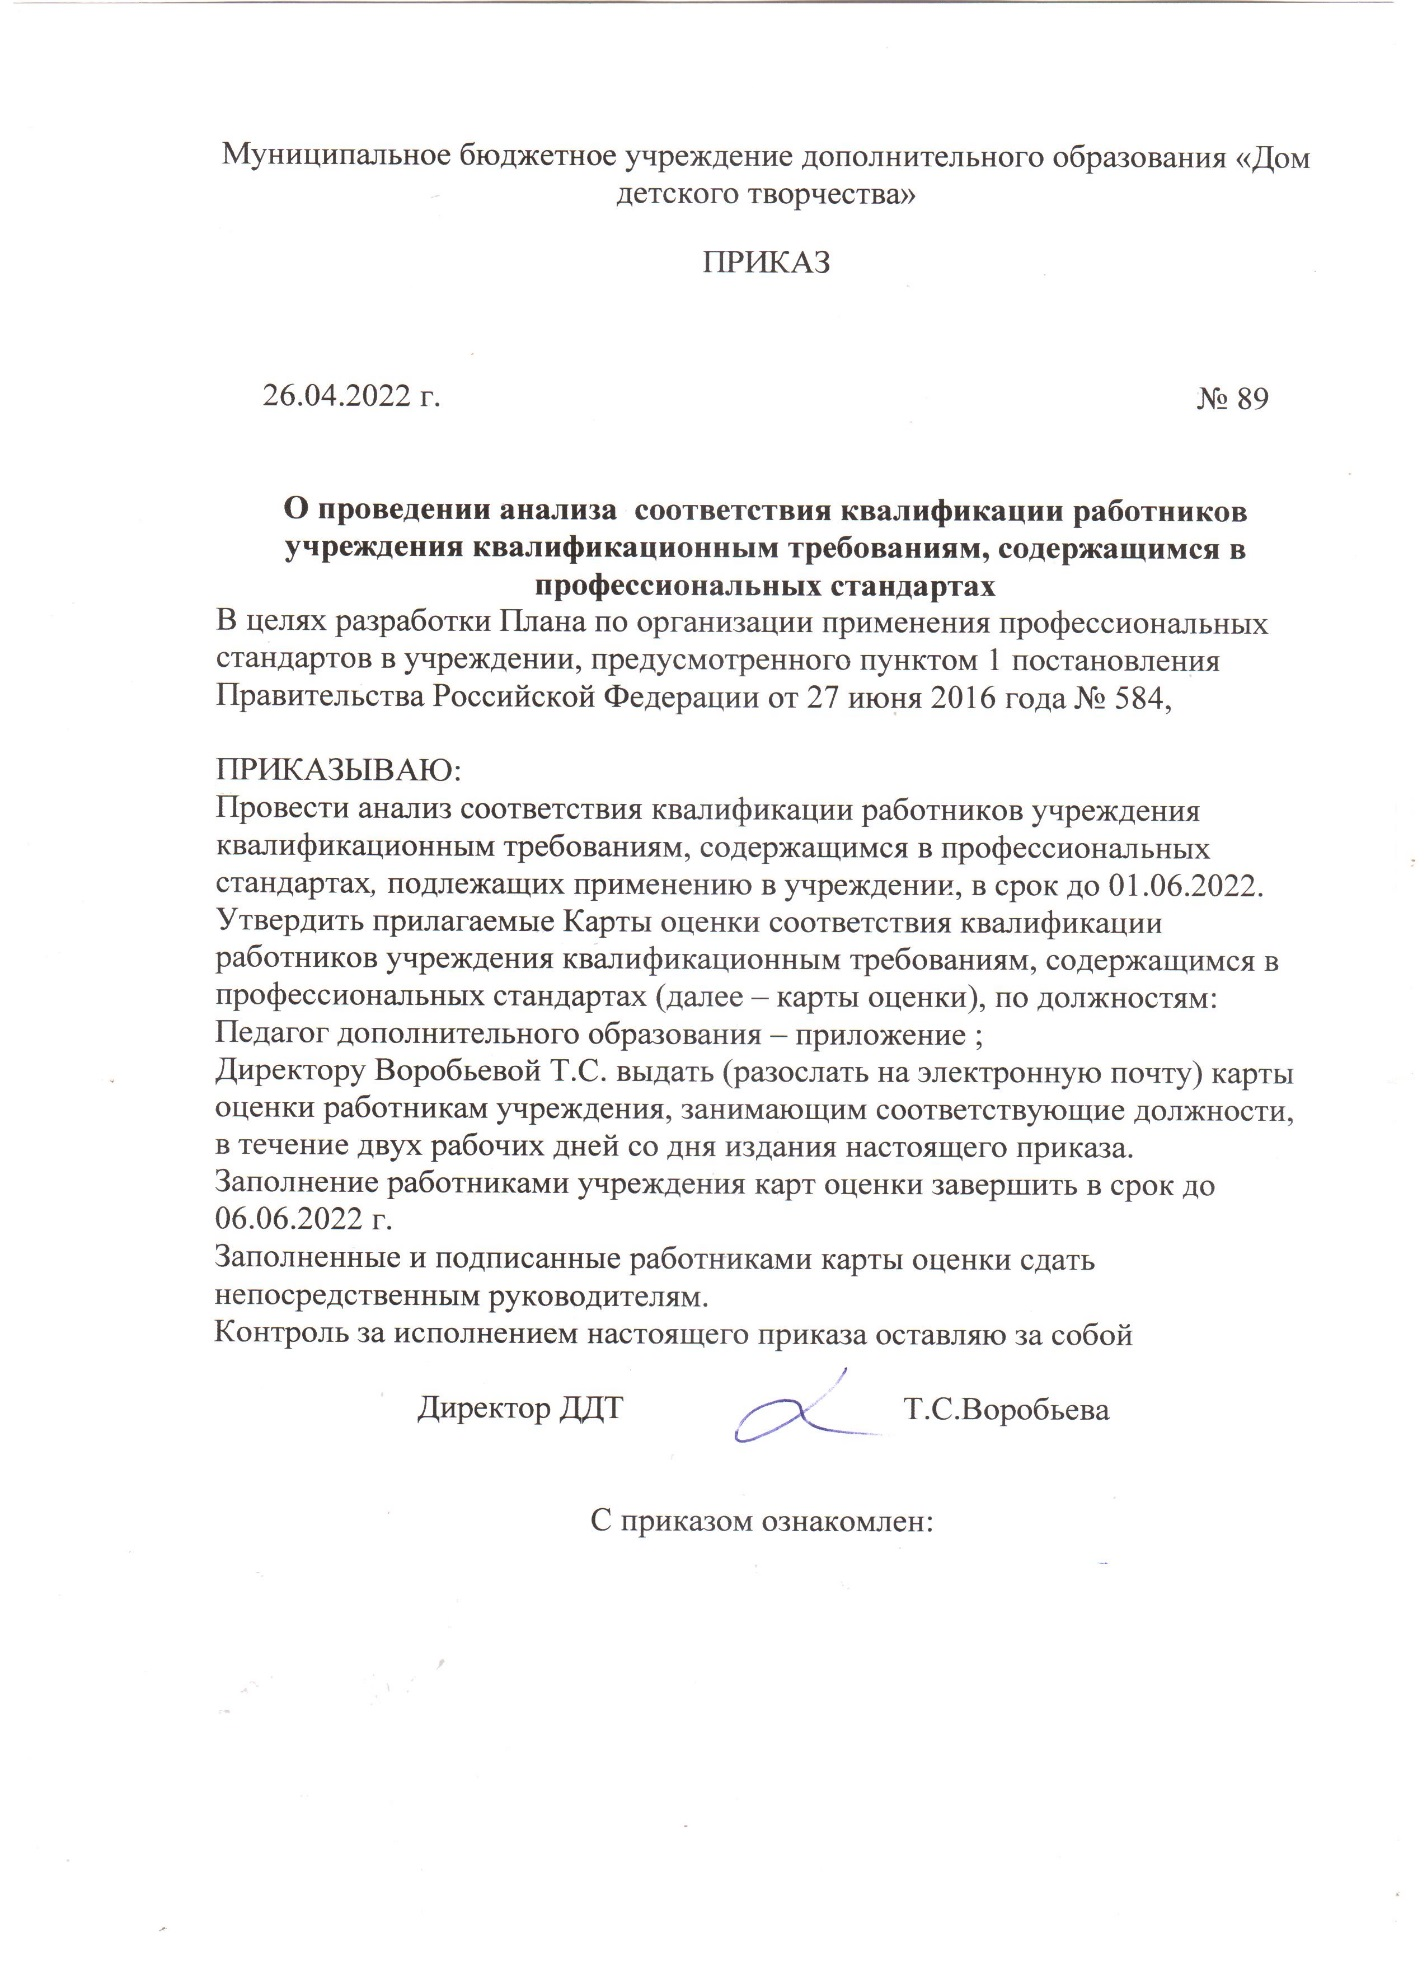 Муниципальное бюджетное учреждение дополнительного образования «Дом
детского творчества»
ПРИКАЗ
26.04.2022 г. № 89
О проведении анализа соответствия квалификации работников
учреждения квалификационным требованиям, содержащимся в
профессиональных стандартах
В целях разработки Плана по организации применения профессиональных
стандартов в учреждении, предусмотренного пунктом 1 постановления
Правительства Российской Федерации от 27 июня 2016 года № 584,
ПРИКАЗЫВАЮ:
Провести анализ соответствия квалификации работников учреждения
квалификационным требованиям, содержащимся в профессиональных
стандартах, подлежащих применению в учреждении, в срок до 01.06.2022.
Утвердить прилагаемые Карты оценки соответствия квалификации
работников учреждения квалификационным требованиям, содержащимся в
профессиональных стандартах (далее – карты оценки), по должностям:
Педагог дополнительного образования – приложение ;
Директору Воробьевой Т.С. выдать (разослать на электронную почту) карты
оценки работникам учреждения, занимающим соответствующие должности,
в течение двух рабочих дней со дня издания настоящего приказа.
Заполнение работниками учреждения карт оценки завершить в срок до
06.06.2022 г.
Заполненные и подписанные работниками карты оценки сдать
непосредственным руководителям.
Контроль за исполнением настоящего приказа оставляю за собой
Директор ДДТ Т.С.Воробьева
С приказом ознакомлен: